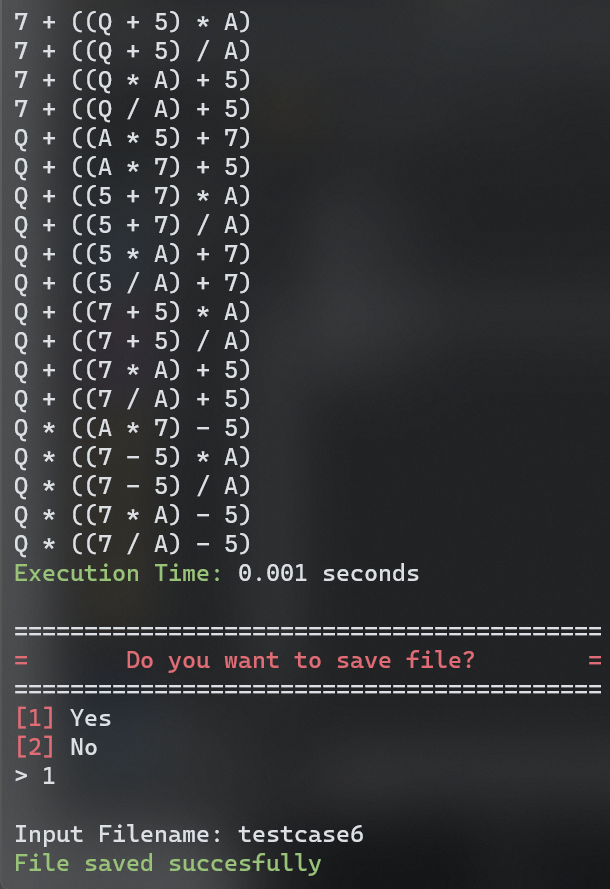 7 + ((Q + 5) * A)
7 + ((Q + 5) / A)
7 + ((Q * A) + 5)
7 + ((Q / A) + 5)
Q + ((A * 5) + 7)
Q + ((A * 7) + 5)
Q + ((5 + 7) * A)
Q + ((5 + 7) / A)
Q + ((5 * A) + 7)
Q + ((5 / A) + 7)
Q + ((7 + 5) * A)
Q + ((7 + 5) / A)
Q + ((7 * A) + 5)
Q + ((7 / A) + 5)
Q * ((A * 7) - 5)
Q * ((7 - 5) * A)
Q * ((7 - 5) / A)
Q * ((7 * A) - 5)
Q * ((7 / A) - 5)
Execution Time: 0.001 seconds
==========================================
= Do you want to save file? =
==========================================
[1] Yes
[2] No
> 1
Input Filename: testcase6
File saved succesfully